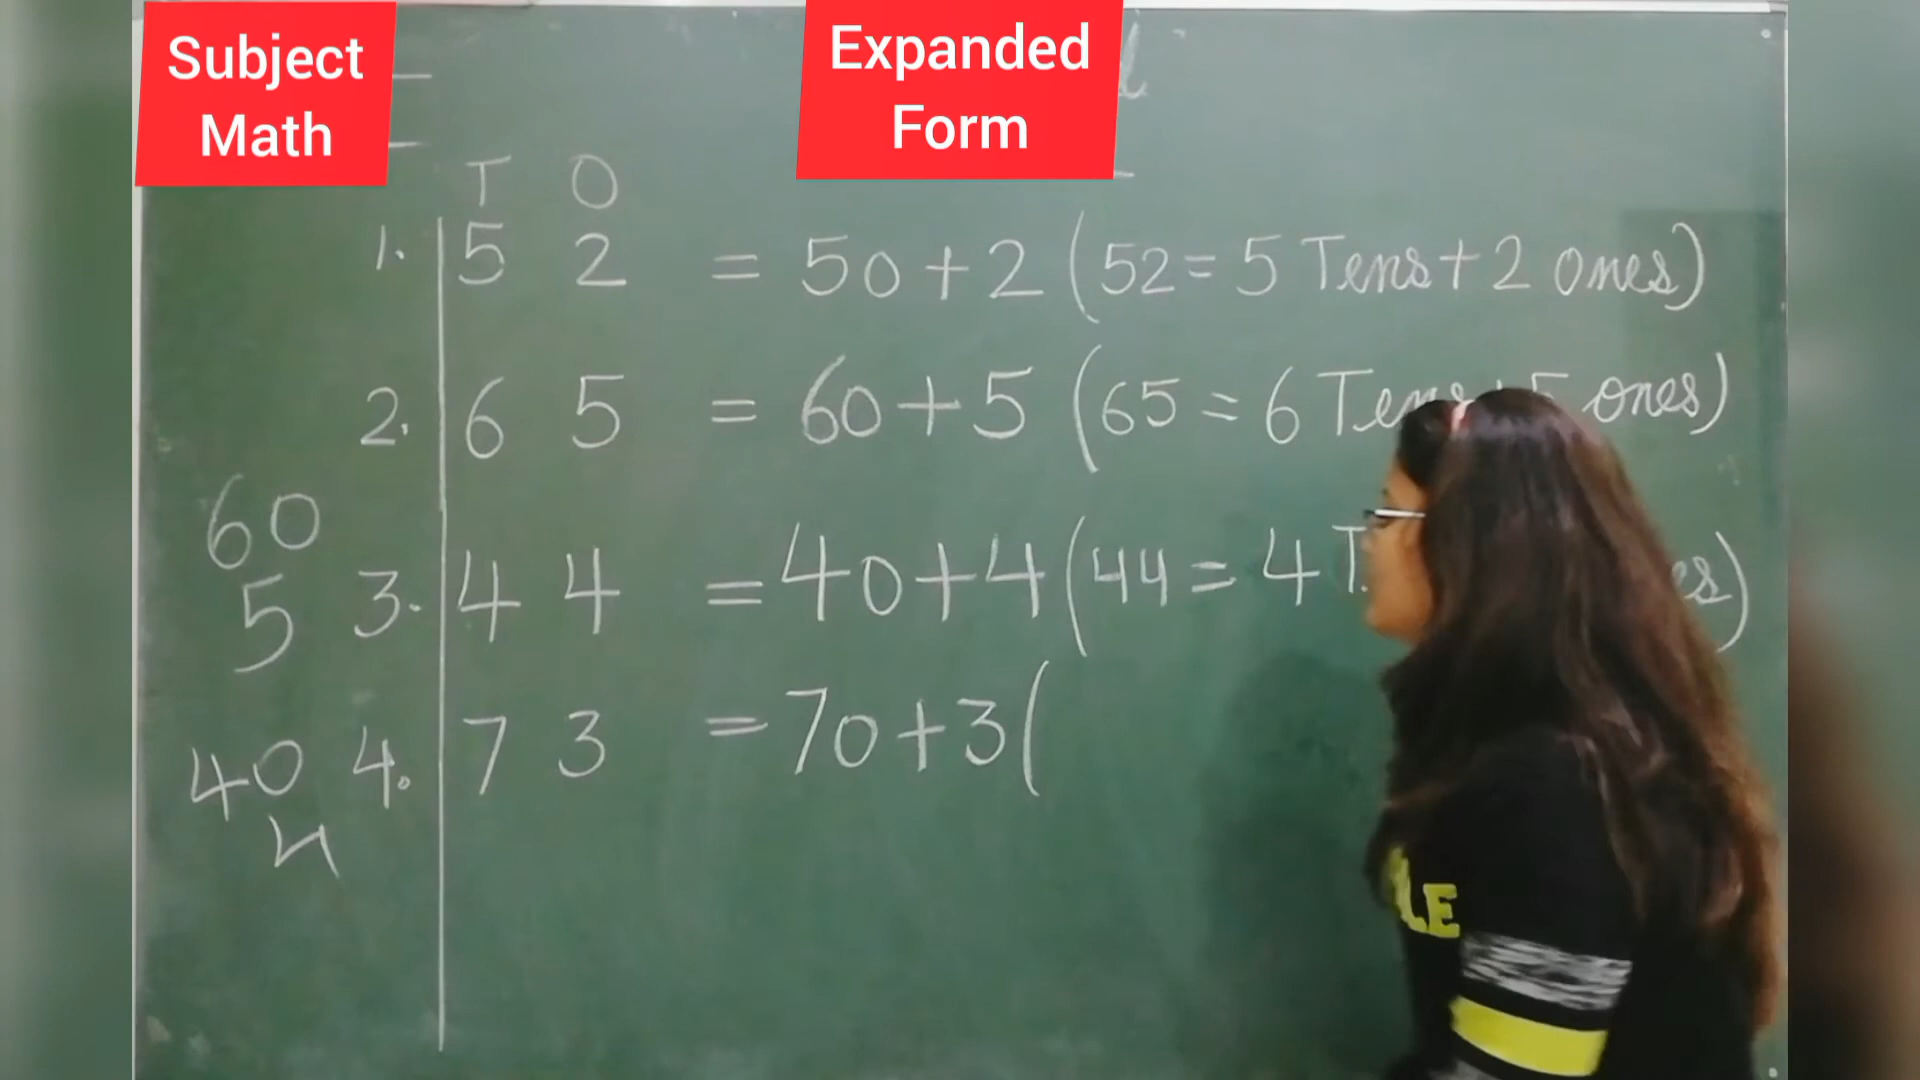 Subject
Math
Expanded
Form
T O
1. 5 2 = 50+2 (52= 5 Tens+2 ones)
2. 6 5 = 60+5 (65 = 6 Tens 5 ones)
60
5
3. 4 4 = 40+4 (44 = 4 T
4. 7 3 = 70+3 (
40
4